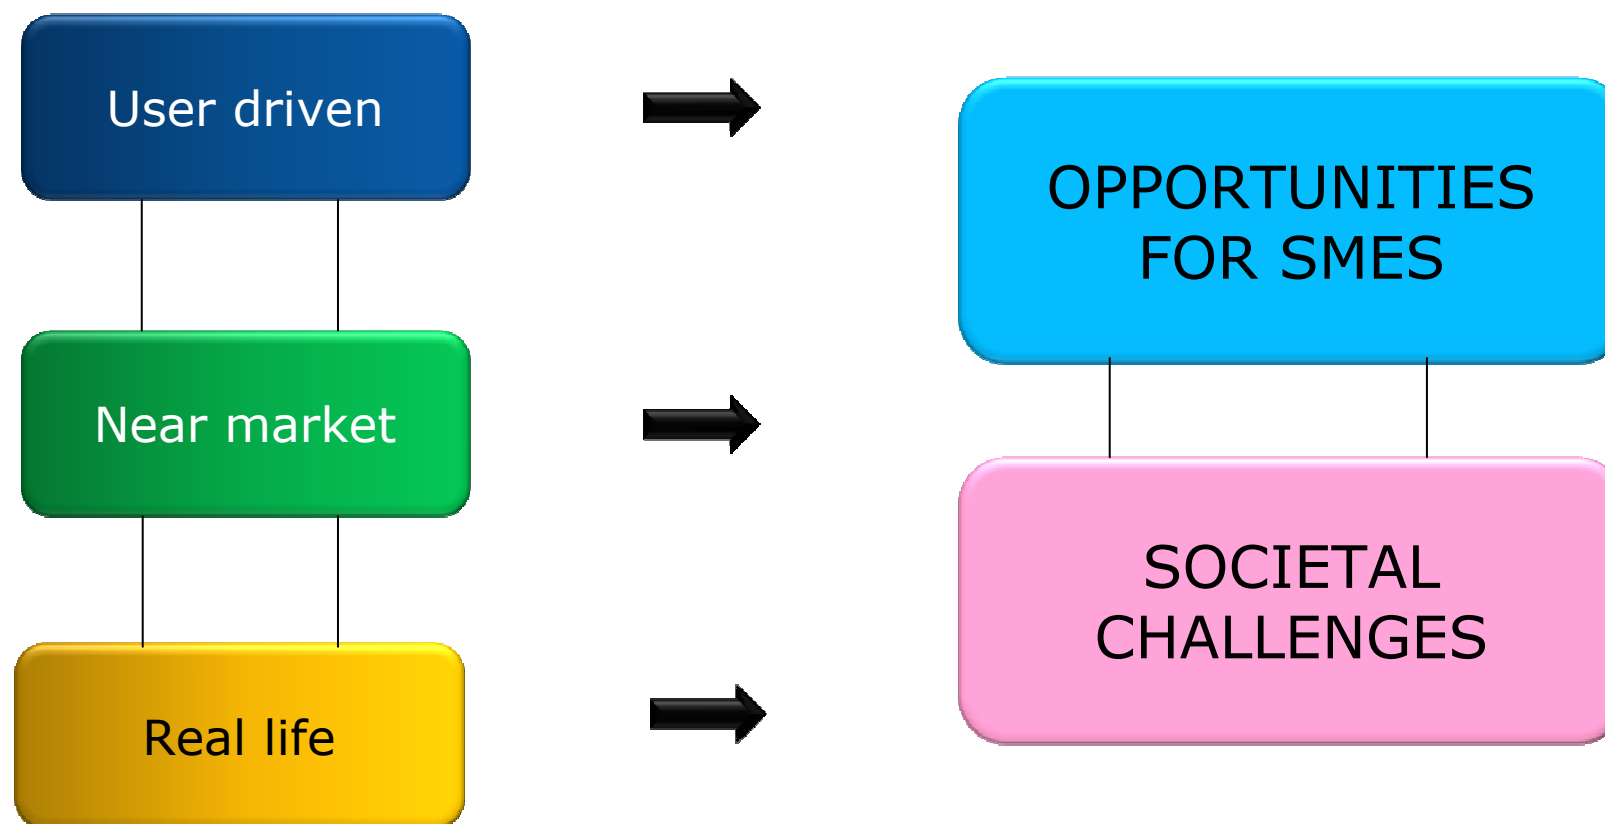 User driven
Near market
Real life
OPPORTUNITIES
FOR SMES
SOCIETAL
CHALLENGES